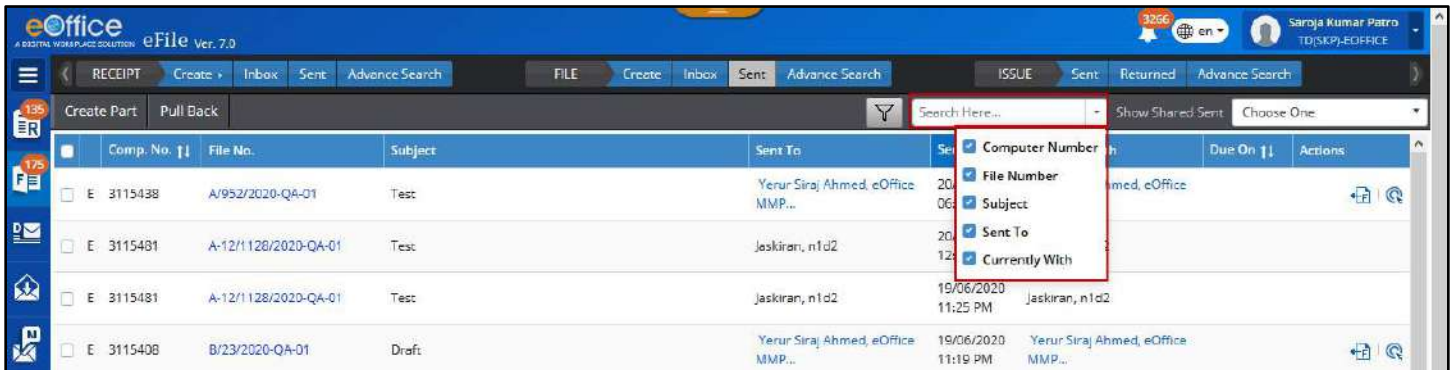 eOffice
A DIGITAL WORKPLACE SOLUTION eFile Ver. 7.0
3266 en Saroja Kumar Patro
TD(SKP)-EOFFICE
RECEIPT Create Inbox Sent Advance Search FILE Create Inbox Sent Advance Search ISSUE Sent Returned Advance Search
135 R Create Part Pull Back Search Here... Show Shared Sent Choose One
Comp. No. File No. Subject Sent To Due On Actions
175 F
E 3115438 A/952/2020-QA-01 Test Yerur Siraj Ahmed, eOffice MMP...
E 3115481 A-12/1128/2020-QA-01 Test Jaskiran, n1d2
E 3115481 A-12/1128/2020-QA-01 Test Jaskiran, n1d2 19/06/2020 11:25 PM Jaskiran, n1d2
E 3115408 B/23/2020-QA-01 Draft Yerur Siraj Ahmed, eOffice MMP... 19/06/2020 11:19 PM Yerur Siraj Ahmed, eOffice MMP...
D
N
Computer Number
File Number
Subject
Sent To
Currently With